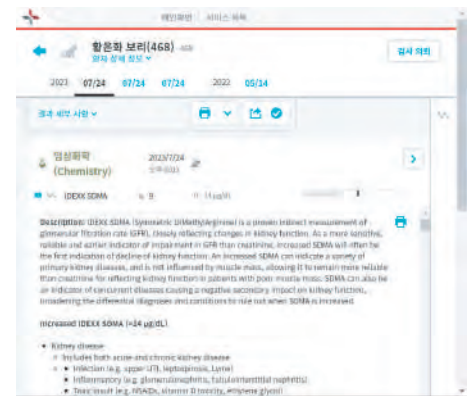 메인화면 서비스 목록
황은화 보리(468)
환자 상세 정보
검사 의뢰
2023 07/24 07/24 07/24 2022 05/14
결과 세부 사항
임상화학
(Chemistry)
2023/7/24
IDEXX SDMA 9
Description: IDEXX SDMA (Symmetric DiMethylArginine) is a proven indirect measurement of
glomerular filtration rate (GFR), closely reflecting changes in kidney function. As a more sensitive,
reliable and earlier indicator of impairment in GFR than creatinine, increased SDMA will often be
the first indication of decline of kidney function. An increased SDMA can indicate a variety of
primary kidney diseases, and is not influenced by muscle mass, allowing it to remain more reliable
than creatinine for reflecting kidney function in patients with poor muscle mass. SDMA can also be
an indicator of concurrent diseases causing a negative secondary impact on kidney function,
broadening the differential diagnoses and conditions to rule out when SDMA is increased.
Increased IDEXX SDMA (>14 µg/dL)
Kidney disease
Includes both acute and chronic kidney disease
Infection (e.g. upper UTI, leptospirosis, Lyme)
Inflammatory (e.g. glomerulonephritis, tubulointerstitial nephritis)
Toxic insult (e.g. NSAIDs, vitamin D toxicity, ethylene glycol)